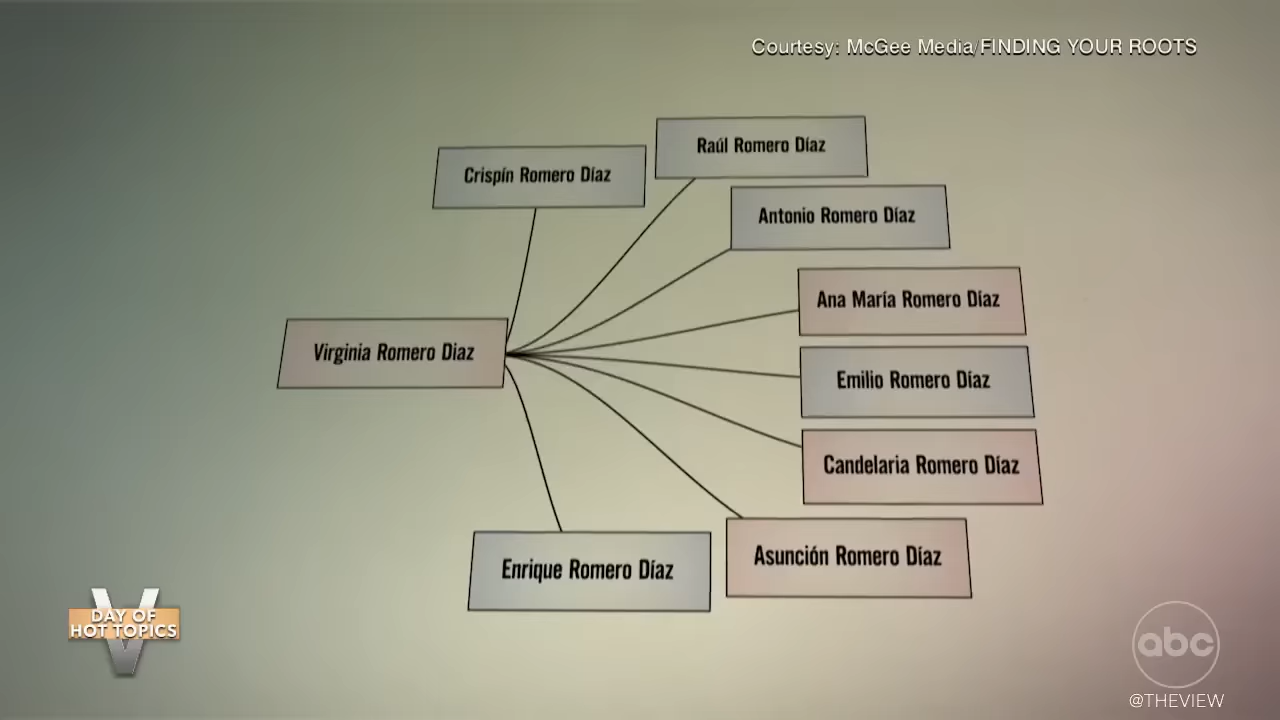 Courtesy: McGee Media/FINDING YOUR ROOTS
Raúl Romero Díaz
Crispín Romero Díaz
Antonio Romero Díaz
Ana María Romero Díaz
Virginia Romero Diaz
Emilio Romero Díaz
Candelaria Romero Díaz
Asunción Romero Díaz
Enrique Romero Díaz
V
DAY OF
HOT TOPICS
abc
@THEVIEW